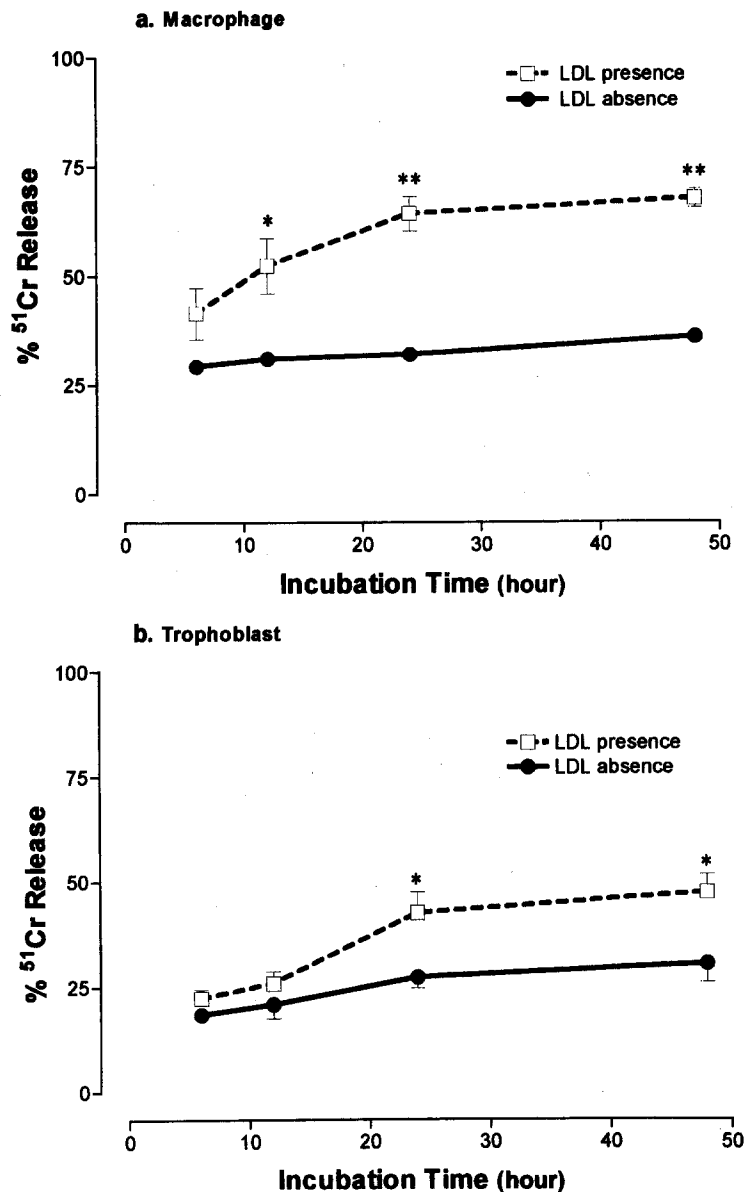 a. Macrophage
100
75
50
25
0
% ⁵¹Cr Release
LDL presence
LDL absence
*
**
**
0 10 20 30 40 50
Incubation Time (hour)
b. Trophoblast
100
75
50
25
0
% ⁵¹Cr Release
LDL presence
LDL absence
*
*
0 10 20 30 40 50
Incubation Time (hour)